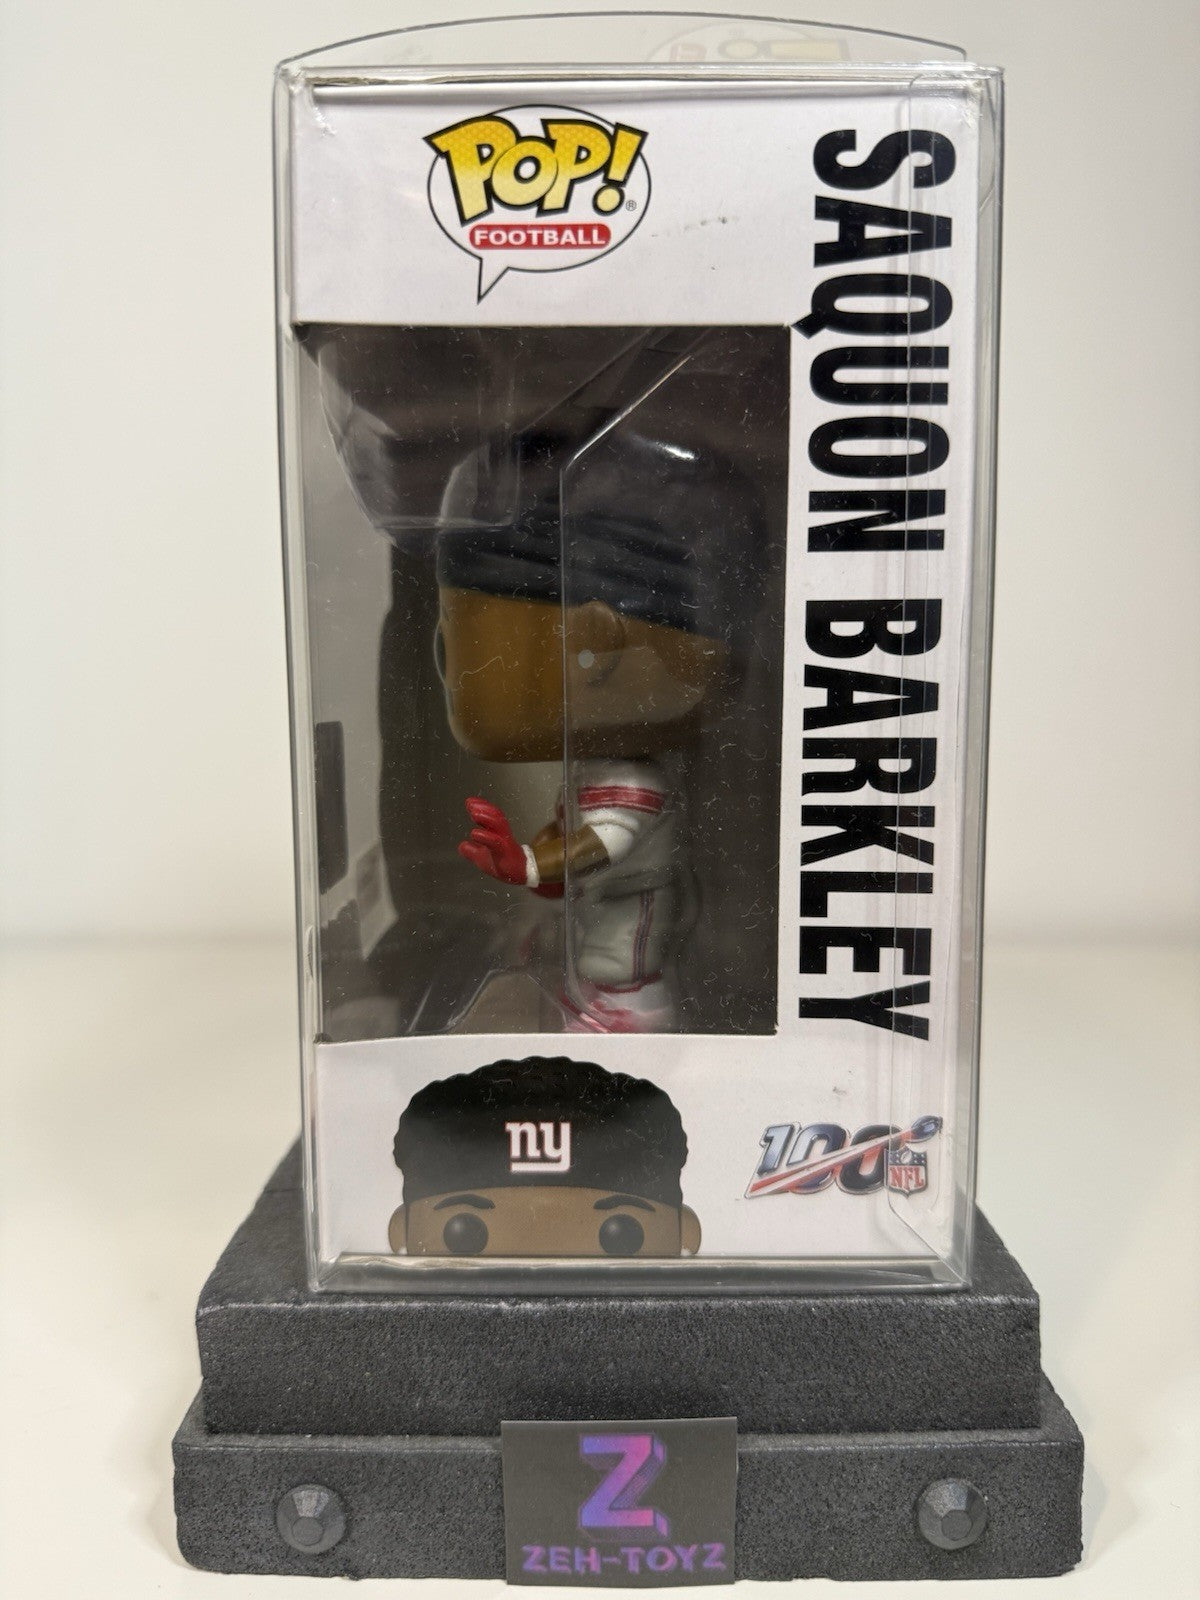 POP!®
FOOTBALL
SAQUON BARKLEY
ny
100
NFL
Z
ZEH-TOYZ